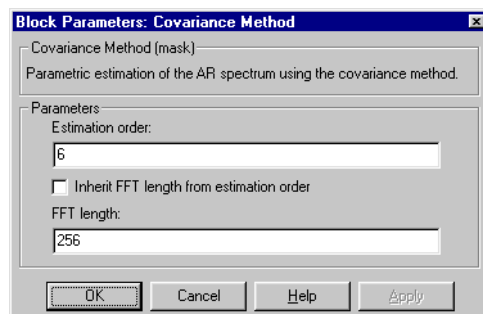 Block Parameters: Covariance Method
Covariance Method (mask)
Parametric estimation of the AR spectrum using the covariance method.
Parameters
Estimation order:
6
Inherit FFT length from estimation order
FFT length:
256
OK Cancel Help Apply